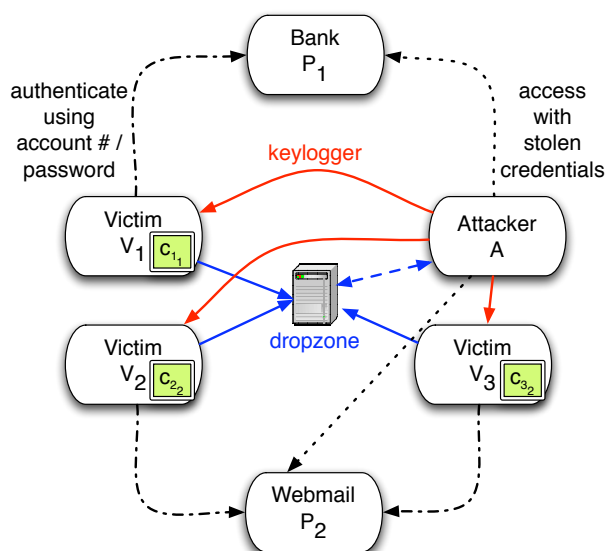 Bank
P1
authenticate
using
account # /
password
access
with
stolen
credentials
keylogger
Victim
V1
c11
Attacker
A
dropzone
Victim
V2
c22
Victim
V3
c32
Webmail
P2